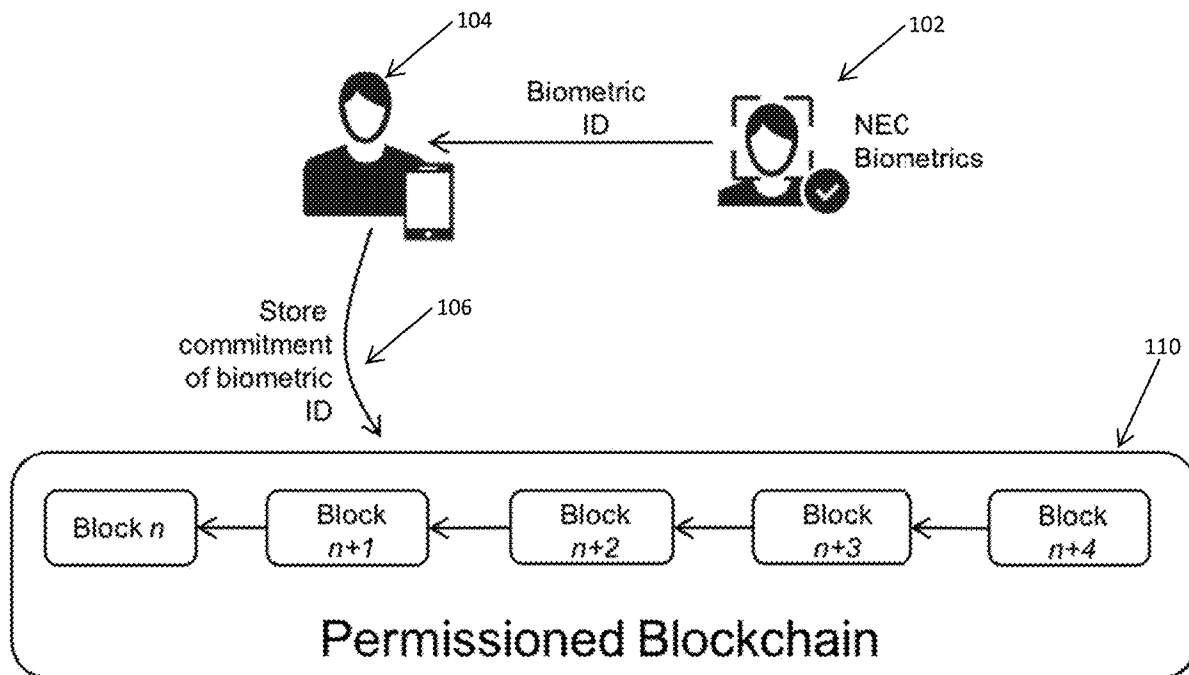 104
102
Biometric
ID
NEC
Biometrics
Store
commitment
of biometric
ID
106
110
Block n
Block
n+1
Block
n+2
Block
n+3
Block
n+4
Permissioned Blockchain